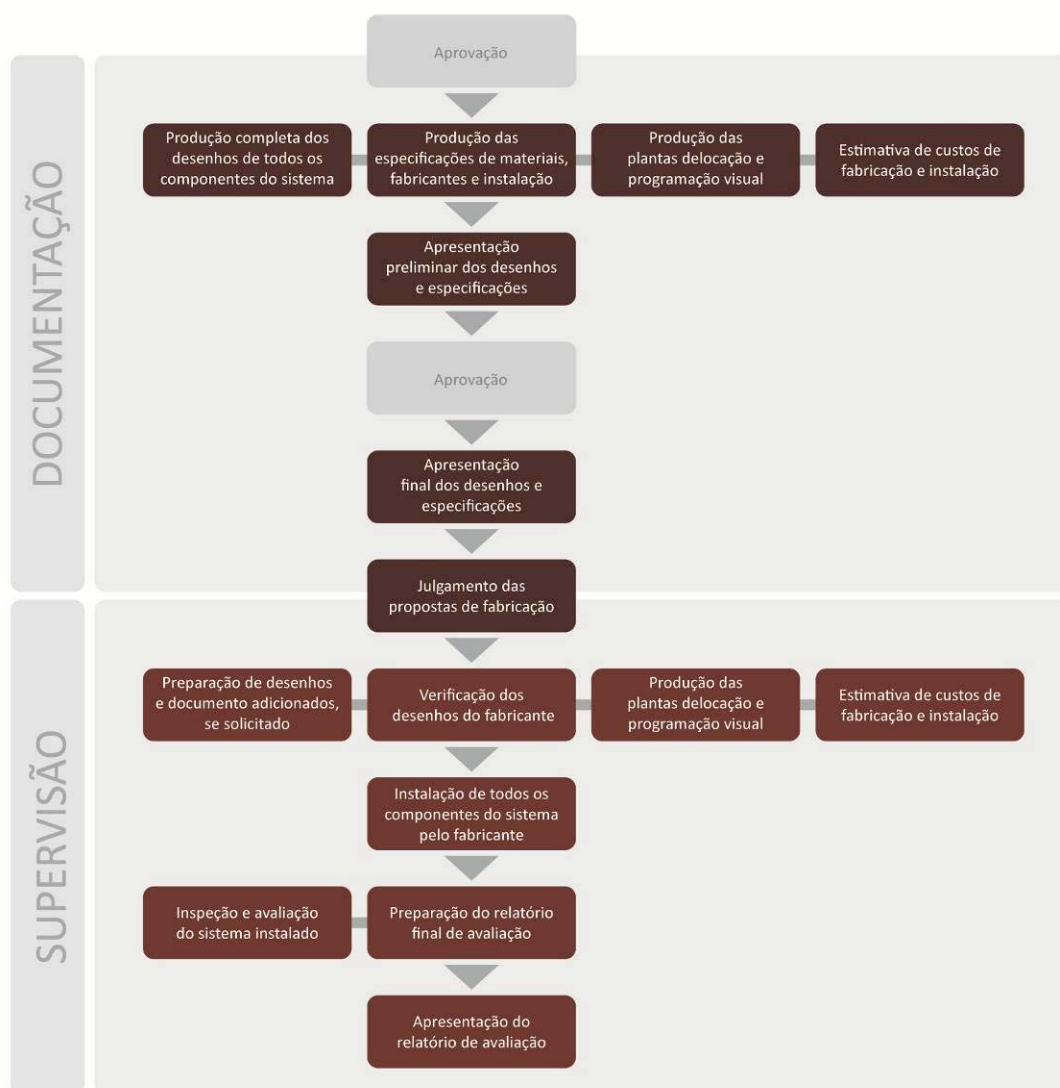 Aprovação
DOCUMENTAÇÃO
Produção completa dos
desenhos de todos os
componentes do sistema
Produção das
especificações de materiais,
fabricantes e instalação
Produção das
plantas delocação e
programação visual
Estimativa de custos de
fabricação e instalação
Apresentação
preliminar dos desenhos
e especificações
Aprovação
Apresentação
final dos desenhos e
especificações
Julgamento das
propostas de fabricação
SUPERVISÃO
Preparação de desenhos
e documento adicionados,
se solicitado
Verificação dos
desenhos do fabricante
Produção das
plantas delocação e
programação visual
Estimativa de custos de
fabricação e instalação
Instalação de todos os
componentes do sistema
pelo fabricante
Inspeção e avaliação
do sistema instalado
Preparação do relatório
final de avaliação
Apresentação do
relatório de avaliação